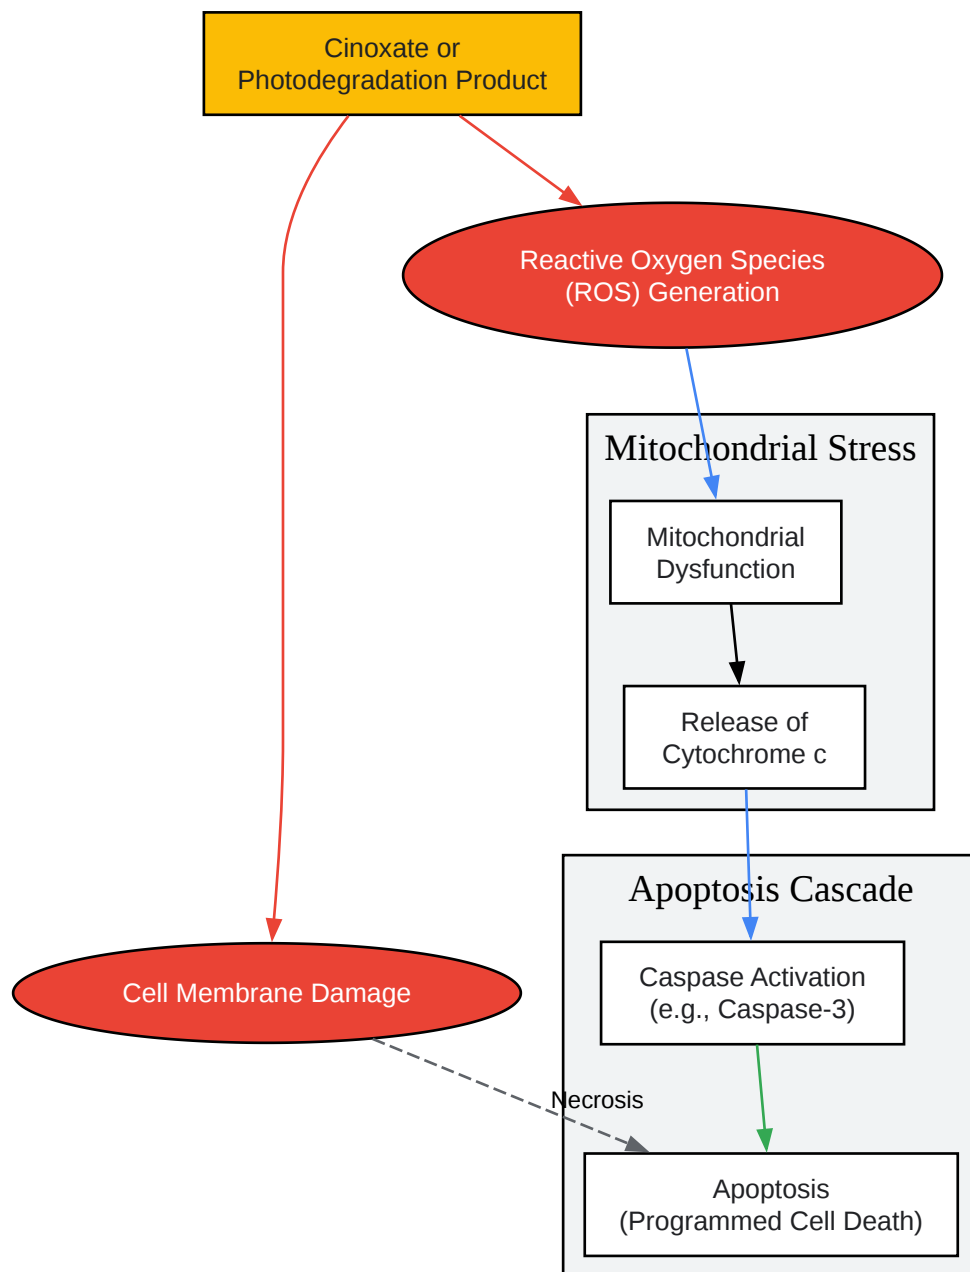 Cinoxate or
Photodegradation Product
Reactive Oxygen Species
(ROS) Generation
Mitochondrial Stress
Mitochondrial
Dysfunction
Release of
Cytochrome c
Apoptosis Cascade
Cell Membrane Damage
Caspase Activation
(e.g., Caspase-3)
Necrosis
Apoptosis
(Programmed Cell Death)